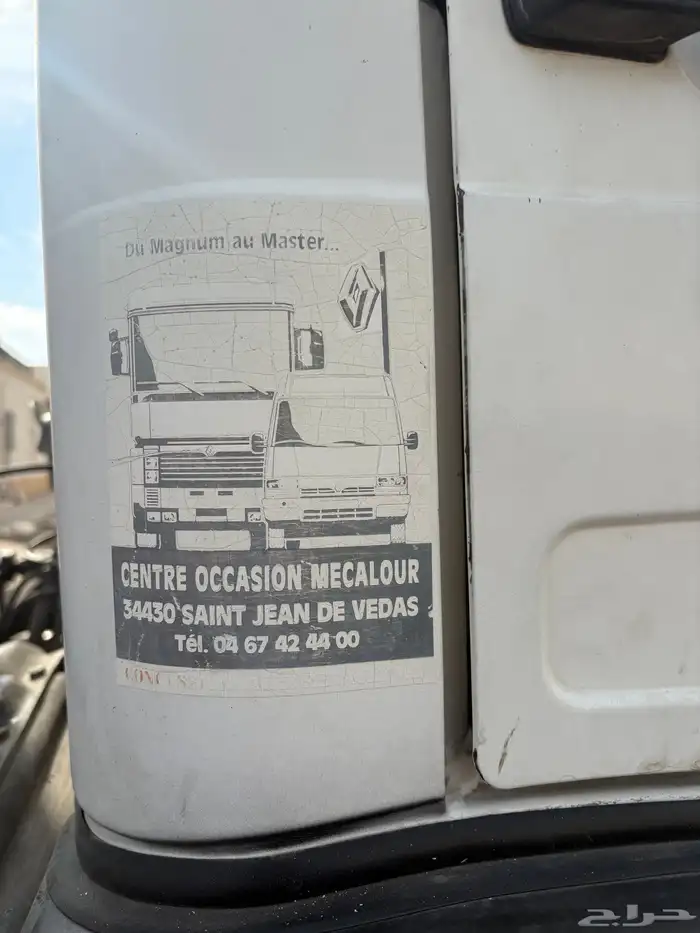 Du Magnum au Master...
CENTRE OCCASION MECALOUR
34430 SAINT JEAN DE VEDAS
Tél. 04 67 42 44 00
حراج